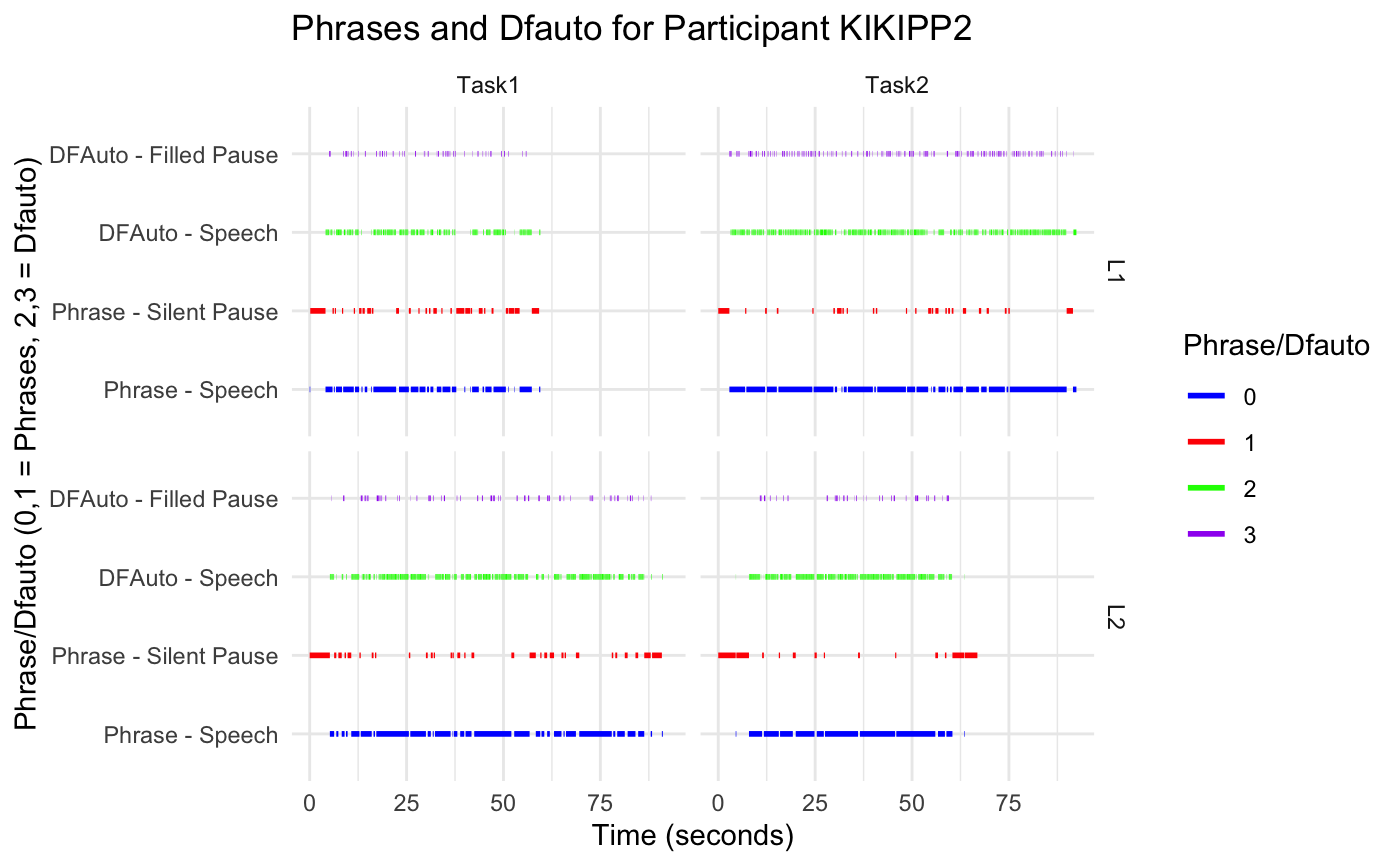 Phrases and Dfauto for Participant KIKIPP2
Task1
Task2
Phrase/Dfauto (0,1 = Phrases, 2,3 = Dfauto)
DFAuto - Filled Pause
DFAuto - Speech
Phrase - Silent Pause
Phrase - Speech
L1
DFAuto - Filled Pause
DFAuto - Speech
Phrase - Silent Pause
Phrase - Speech
L2
0 25 50 75
0 25 50 75
Time (seconds)
Phrase/Dfauto
0
1
2
3